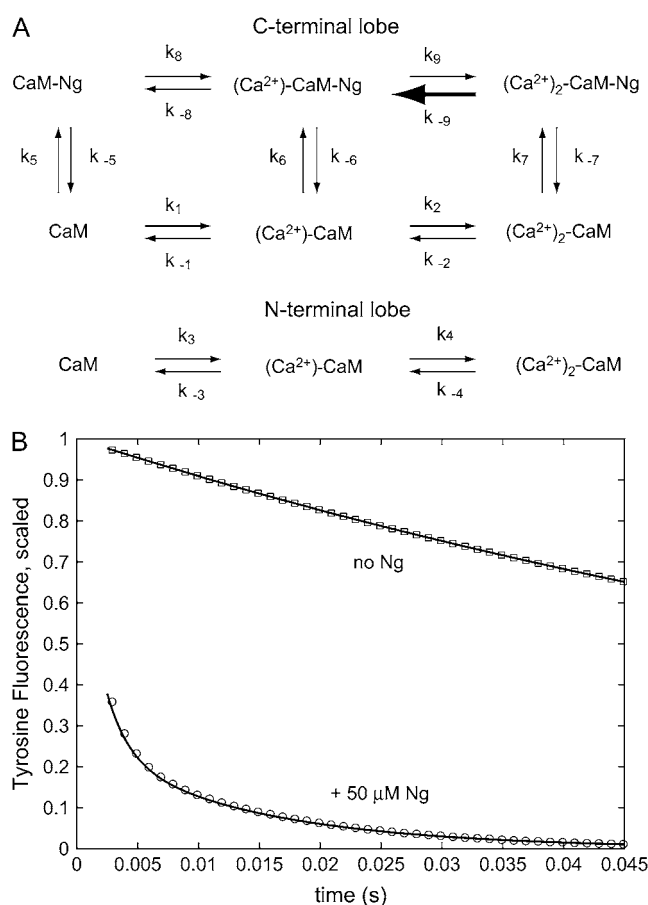 A
C-terminal lobe
k8 k9
CaM-Ng (Ca2+)-CaM-Ng (Ca2+)2-CaM-Ng
k-8 k-9
k5 k-5 k6 k-6 k7 k-7
k1 k2
CaM (Ca2+)-CaM (Ca2+)2-CaM
k-1 k-2
N-terminal lobe
k3 k4
CaM (Ca2+)-CaM (Ca2+)2-CaM
k-3 k-4
B
Tyrosine Fluorescence, scaled
1
0.9
0.8
0.7
0.6
0.5
0.4
0.3
0.2
0.1
0
no Ng
+ 50 μM Ng
0.005 0.01 0.015 0.02 0.025 0.03 0.035 0.04 0.045
time (s)